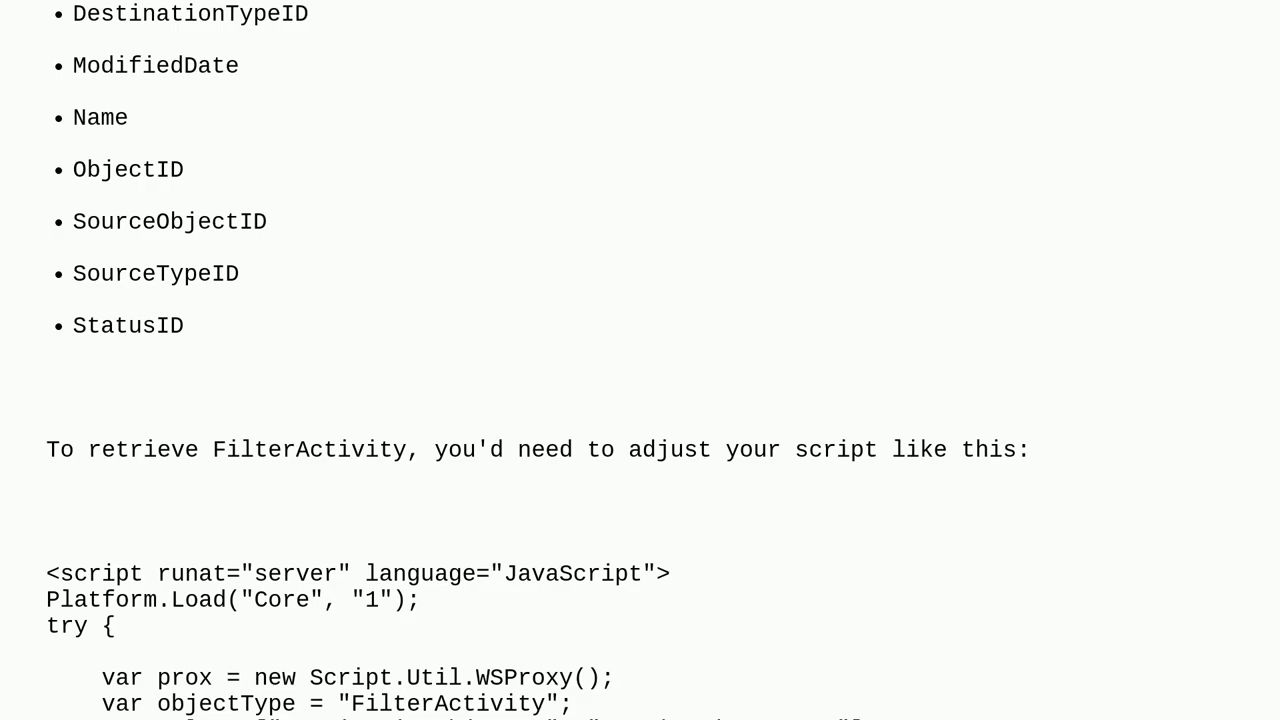 • DestinationTypeID
• ModifiedDate
• Name
• ObjectID
• SourceObjectID
• SourceTypeID
• StatusID
To retrieve FilterActivity, you'd need to adjust your script like this:
<script runat="server" language="JavaScript">
Platform.Load("Core", "1");
try {
    var prox = new Script.Util.WSProxy();
    var objectType = "FilterActivity";